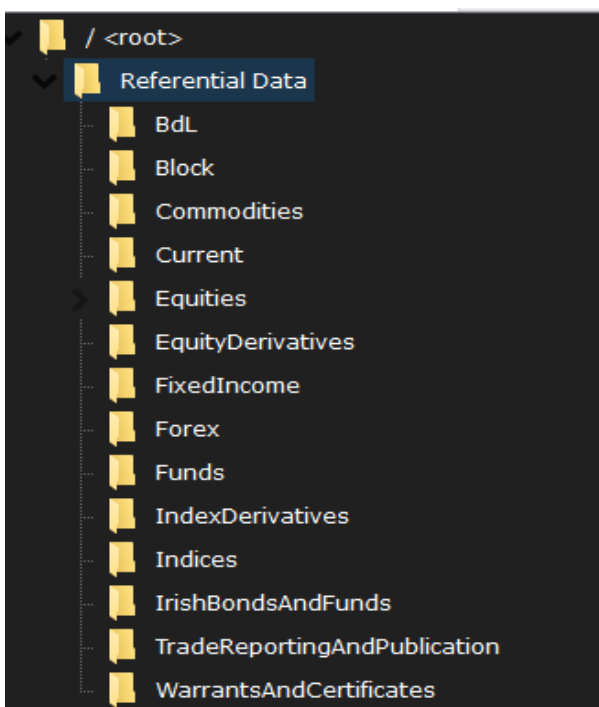 / <root>
Referential Data
BdL
Block
Commodities
Current
Equities
EquityDerivatives
FixedIncome
Forex
Funds
IndexDerivatives
Indices
IrishBondsAndFunds
TradeReportingAndPublication
WarrantsAndCertificates